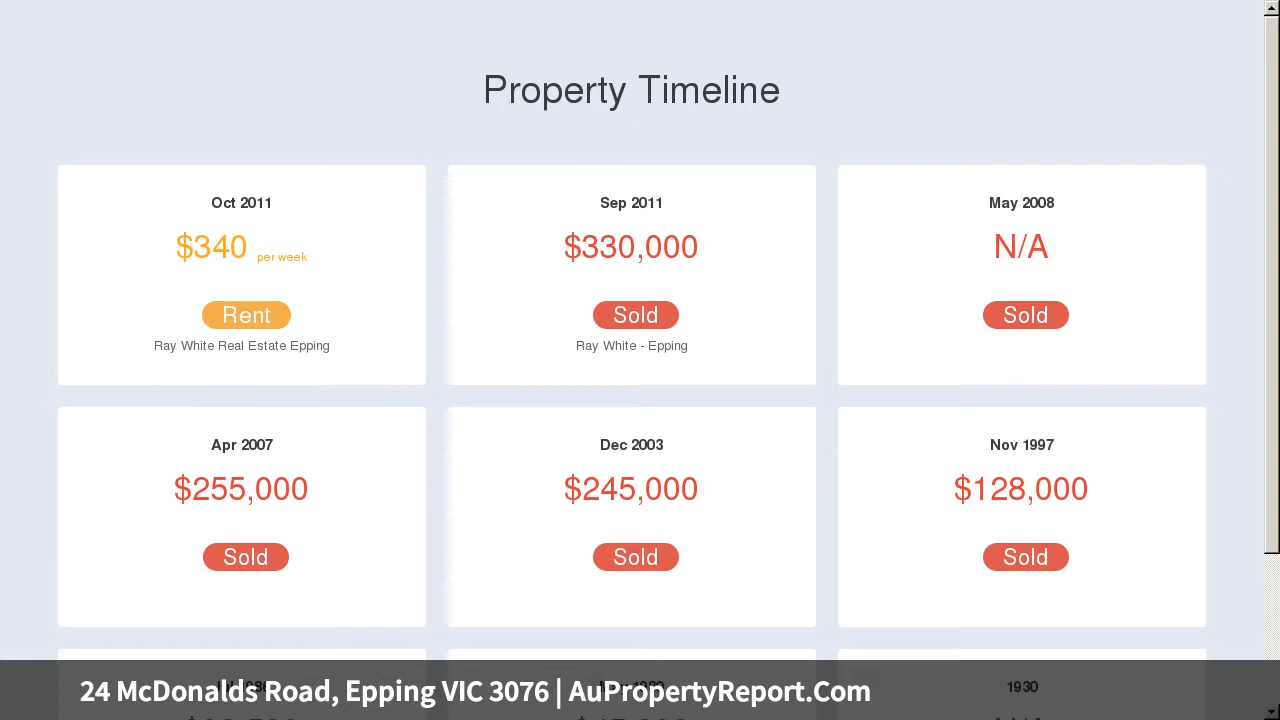 Property Timeline
Oct 2011
$340 per week
Rent
Ray White Real Estate Epping
Sep 2011
$330,000
Sold
Ray White - Epping
May 2008
N/A
Sold
Apr 2007
$255,000
Sold
Dec 2003
$245,000
Sold
Nov 1997
$128,000
Sold
1930
24 McDonalds Road, Epping VIC 3076 | AuPropertyReport.Com